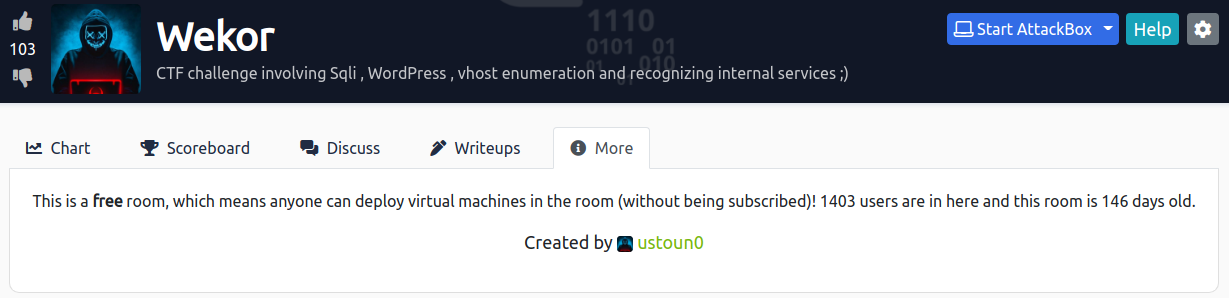 103
Wekor
CTF challenge involving Sqli , WordPress , vhost enumeration and recognizing internal services ;)
1110
0101 01
01 010
01
Start AttackBox
Help
Chart
Scoreboard
Discuss
Writeups
More
This is a free room, which means anyone can deploy virtual machines in the room (without being subscribed)! 1403 users are in here and this room is 146 days old.
Created by ustoun0